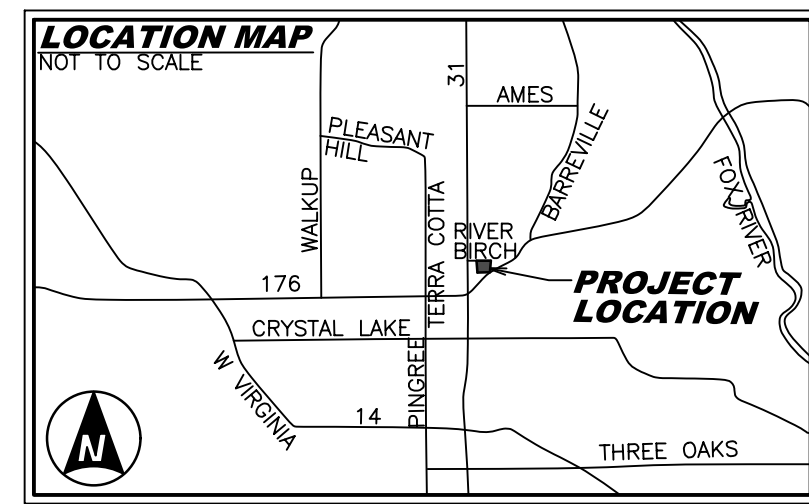 LOCATION MAP
NOT TO SCALE
31
AMES
PLEASANT
HILL
BARREVILLE
FOX RIVER
WALKUP
TERRA COTTA
RIVER
BIRCH
176
PROJECT
LOCATION
CRYSTAL LAKE
PINGREE
W VIRGINIA
14
THREE OAKS
N